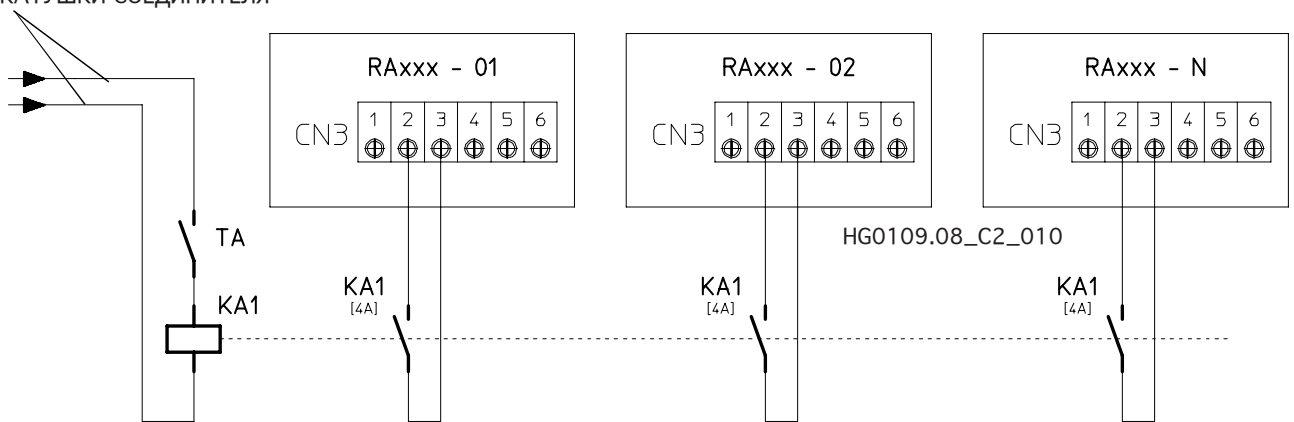 КАТУШКИ СОЕДИНИТЕЛЯ
RAxxx - 01
RAxxx - 02
RAxxx - N
CN3 1 2 3 4 5 6
CN3 1 2 3 4 5 6
CN3 1 2 3 4 5 6
TA
HG0109.08_C2_010
KA1
KA1
[4A]
KA1
[4A]
KA1
[4A]